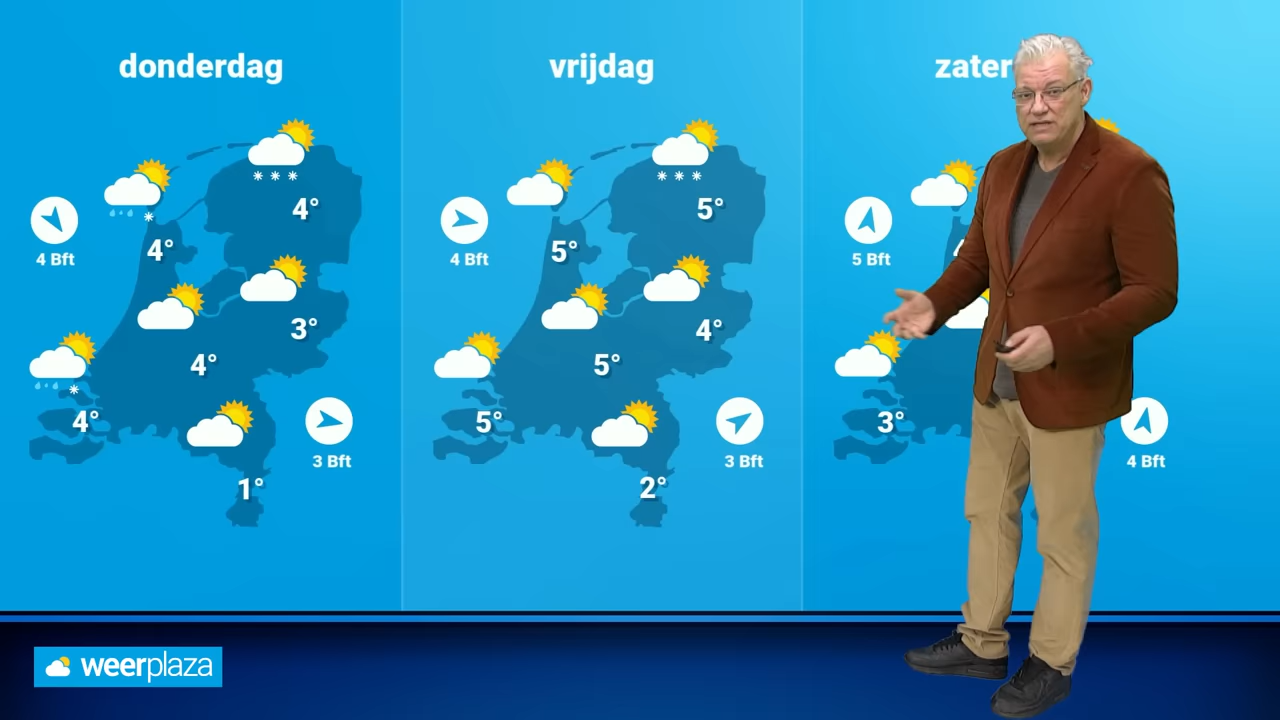 donderdag
4°
4 Bft
4°
3°
4°
4°
3 Bft
1°
vrijdag
5°
4 Bft
5°
4°
5°
5°
3 Bft
2°
zater
5 Bft
3°
4 Bft
weerplaza